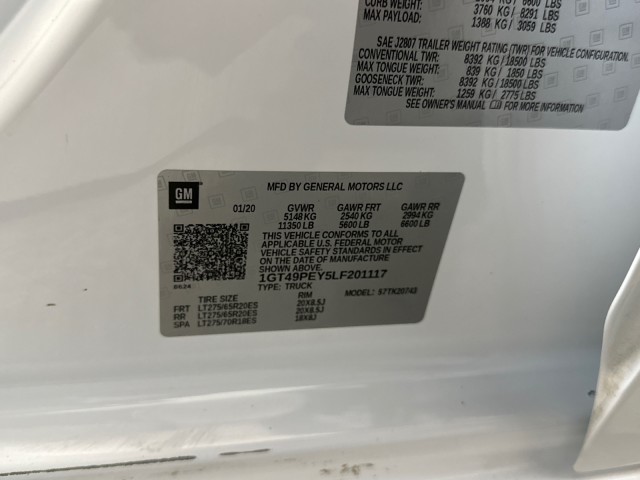 KG / 6600 LBS
CURB WEIGHT: 3760 KG / 8291 LBS
MAX PAYLOAD: 1388 KG / 3059 LBS
SAE J2807 TRAILER WEIGHT RATING (TWR) FOR VEHICLE CONFIGURATION.
CONVENTIONAL TWR: 8392 KG / 18500 LBS
MAX TONGUE WEIGHT: 839 KG / 1850 LBS
GOOSENECK TWR: 8392 KG / 18500 LBS
MAX TONGUE WEIGHT: 1259 KG / 2775 LBS
SEE OWNER'S MANUAL FOR MORE INFORMATION
GM
MFD BY GENERAL MOTORS LLC
01/20 GVWR GAWR FRT GAWR RR
5148 KG 2540 KG 2994 KG
11350 LB 5600 LB 6600 LB
THIS VEHICLE CONFORMS TO ALL
APPLICABLE U.S. FEDERAL MOTOR
VEHICLE SAFETY STANDARDS IN EFFECT
ON THE DATE OF MANUFACTURE
SHOWN ABOVE.
1GT49PEY5LF201117
TYPE: TRUCK MODEL:
TIRE SIZE RIM
FRT LT275/65R20ES 20X8.5J
RR LT275/65R20ES 20X8.5J
SPA LT275/70R18ES 18X8J